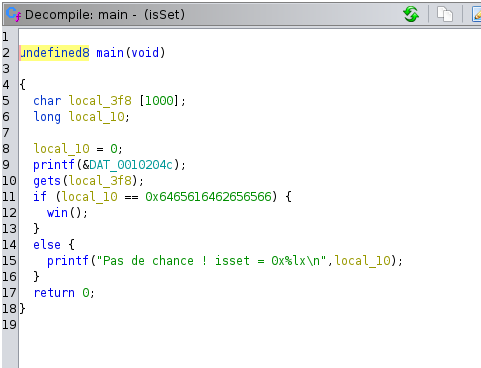 Decompile: main - (isSet)
1
2 undefined8 main(void)
3
4 {
5 char local_3f8 [1000];
6 long local_10;
7
8 local_10 = 0;
9 printf(&DAT_0010204c);
10 gets(local_3f8);
11 if (local_10 == 0x6465616462656566) {
12 win();
13 }
14 else {
15 printf("Pas de chance ! isset = 0x%lx\n",local_10);
16 }
17 return 0;
18 }
19